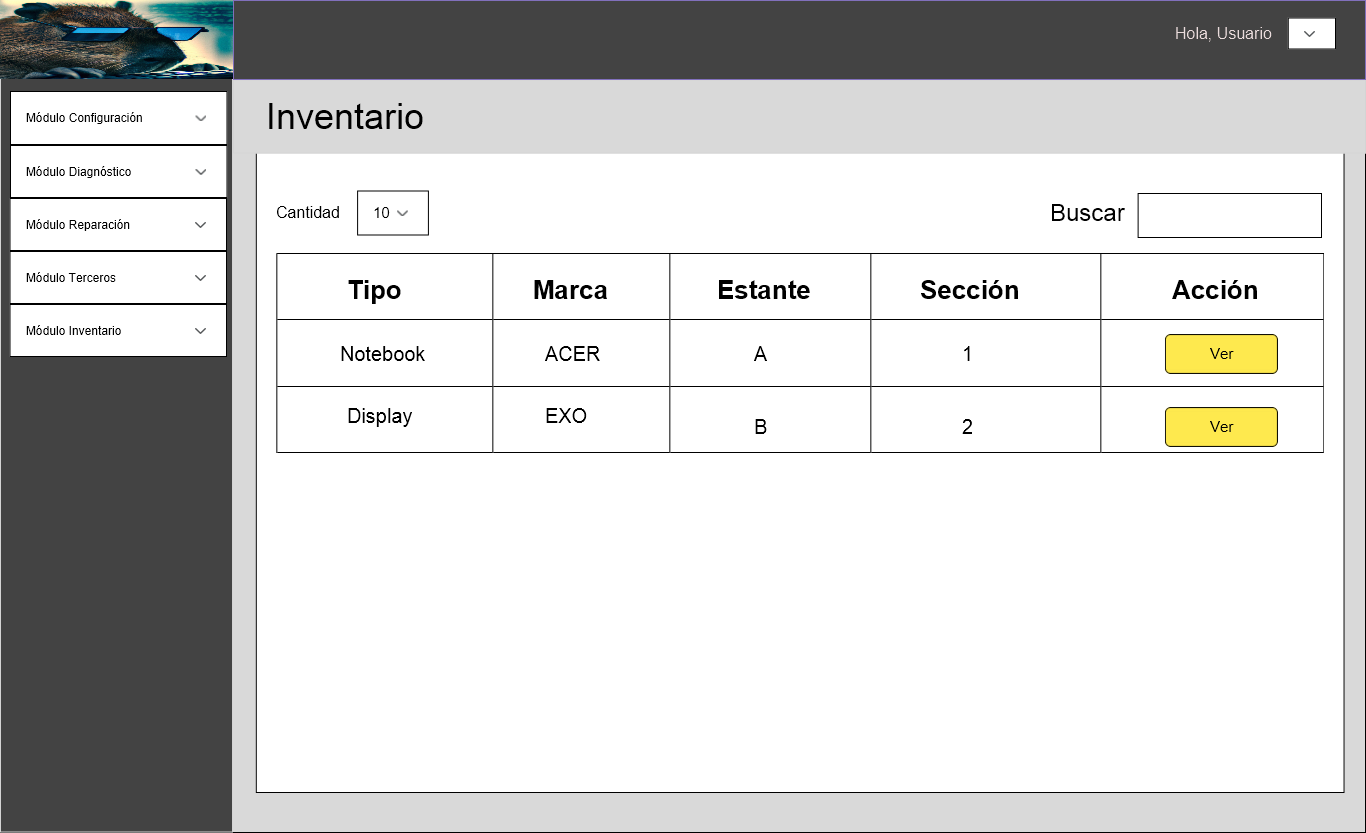 Hola, Usuario
Módulo Configuración
Módulo Diagnóstico
Módulo Reparación
Módulo Terceros
Módulo Inventario
Inventario
Cantidad 10 Buscar
Tipo Marca Estante Sección Acción
Notebook ACER A 1 Ver
Display EXO B 2 Ver